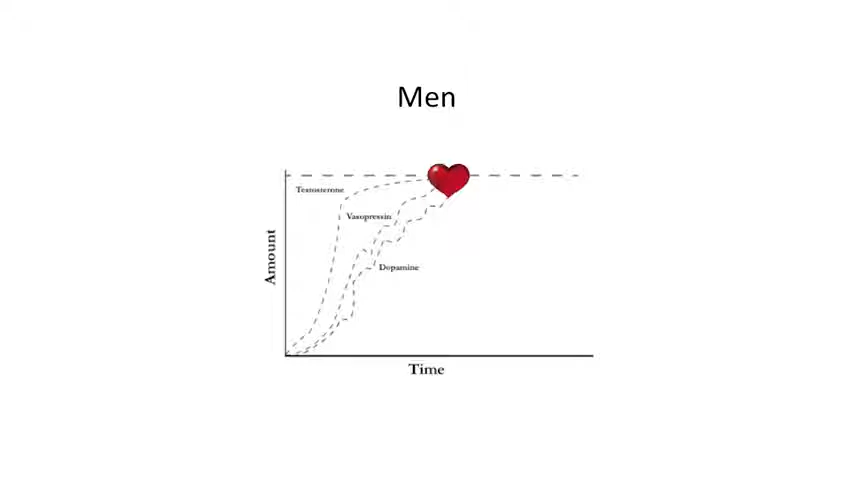 Men
Testosterone
Vasopressin
Dopamine
Amount
Time